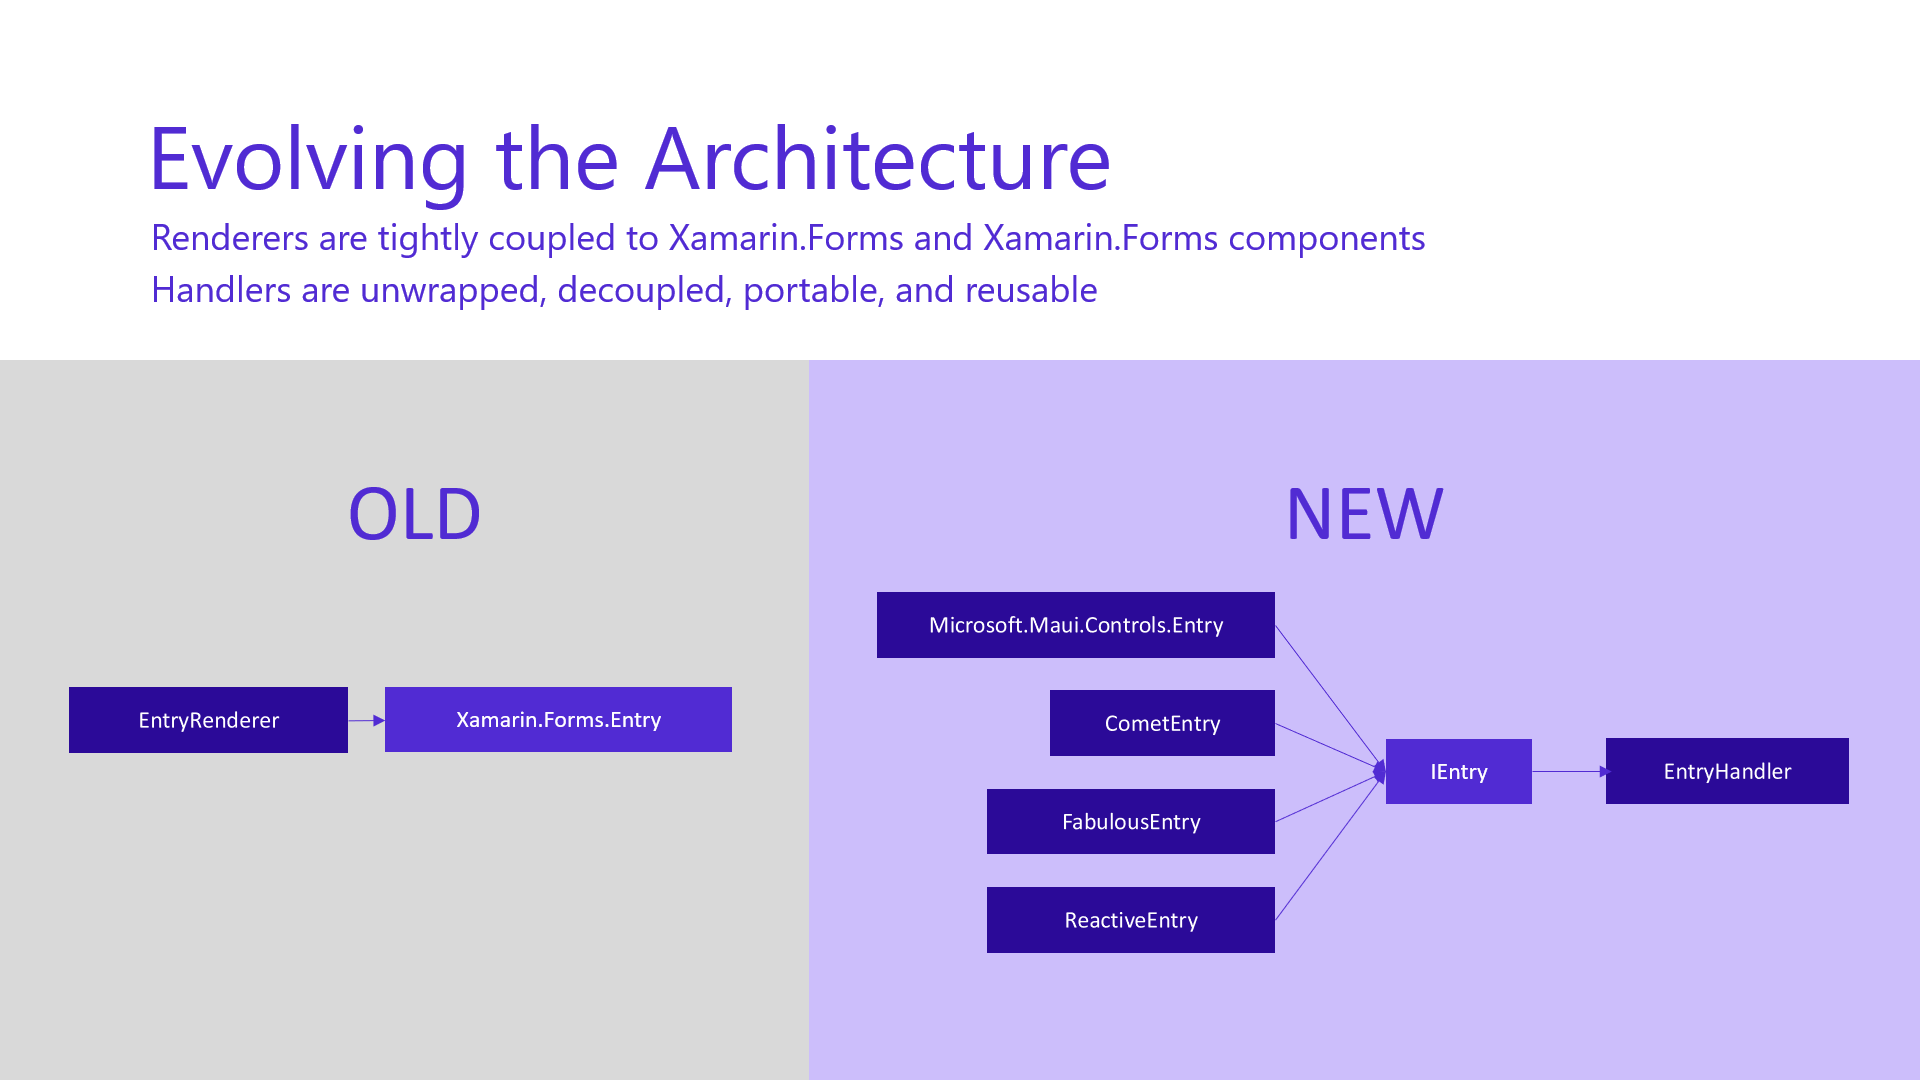 Evolving the Architecture
Renderers are tightly coupled to Xamarin.Forms and Xamarin.Forms components
Handlers are unwrapped, decoupled, portable, and reusable
OLD
EntryRenderer
Xamarin.Forms.Entry
NEW
Microsoft.Maui.Controls.Entry
CometEntry
FabulousEntry
ReactiveEntry
IEntry
EntryHandler